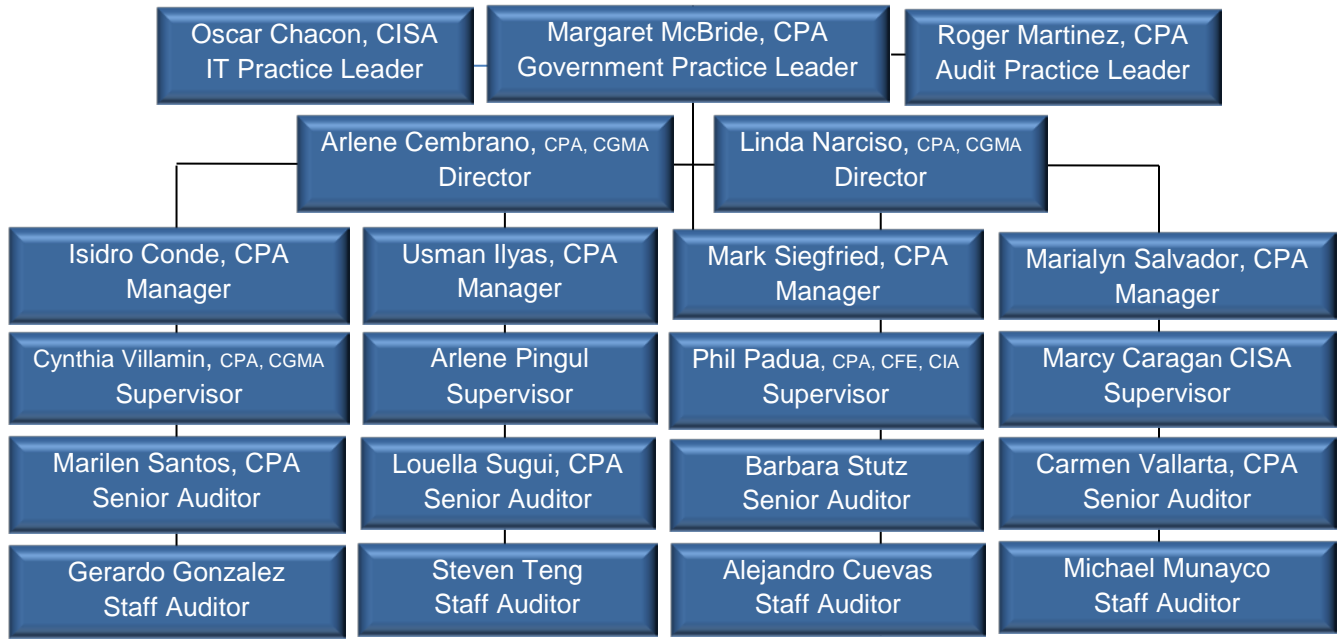 Oscar Chacon, CISA
IT Practice Leader
Margaret McBride, CPA
Government Practice Leader
Roger Martinez, CPA
Audit Practice Leader
Arlene Cembrano, CPA, CGMA
Director
Linda Narciso, CPA, CGMA
Director
Isidro Conde, CPA
Manager
Usman Ilyas, CPA
Manager
Mark Siegfried, CPA
Manager
Marialyn Salvador, CPA
Manager
Cynthia Villamin, CPA, CGMA
Supervisor
Arlene Pingul
Supervisor
Phil Padua, CPA, CFE, CIA
Supervisor
Marcy Caragan CISA
Supervisor
Marilen Santos, CPA
Senior Auditor
Louella Sugui, CPA
Senior Auditor
Barbara Stutz
Senior Auditor
Carmen Vallarta, CPA
Senior Auditor
Gerardo Gonzalez
Staff Auditor
Steven Teng
Staff Auditor
Alejandro Cuevas
Staff Auditor
Michael Munayco
Staff Auditor